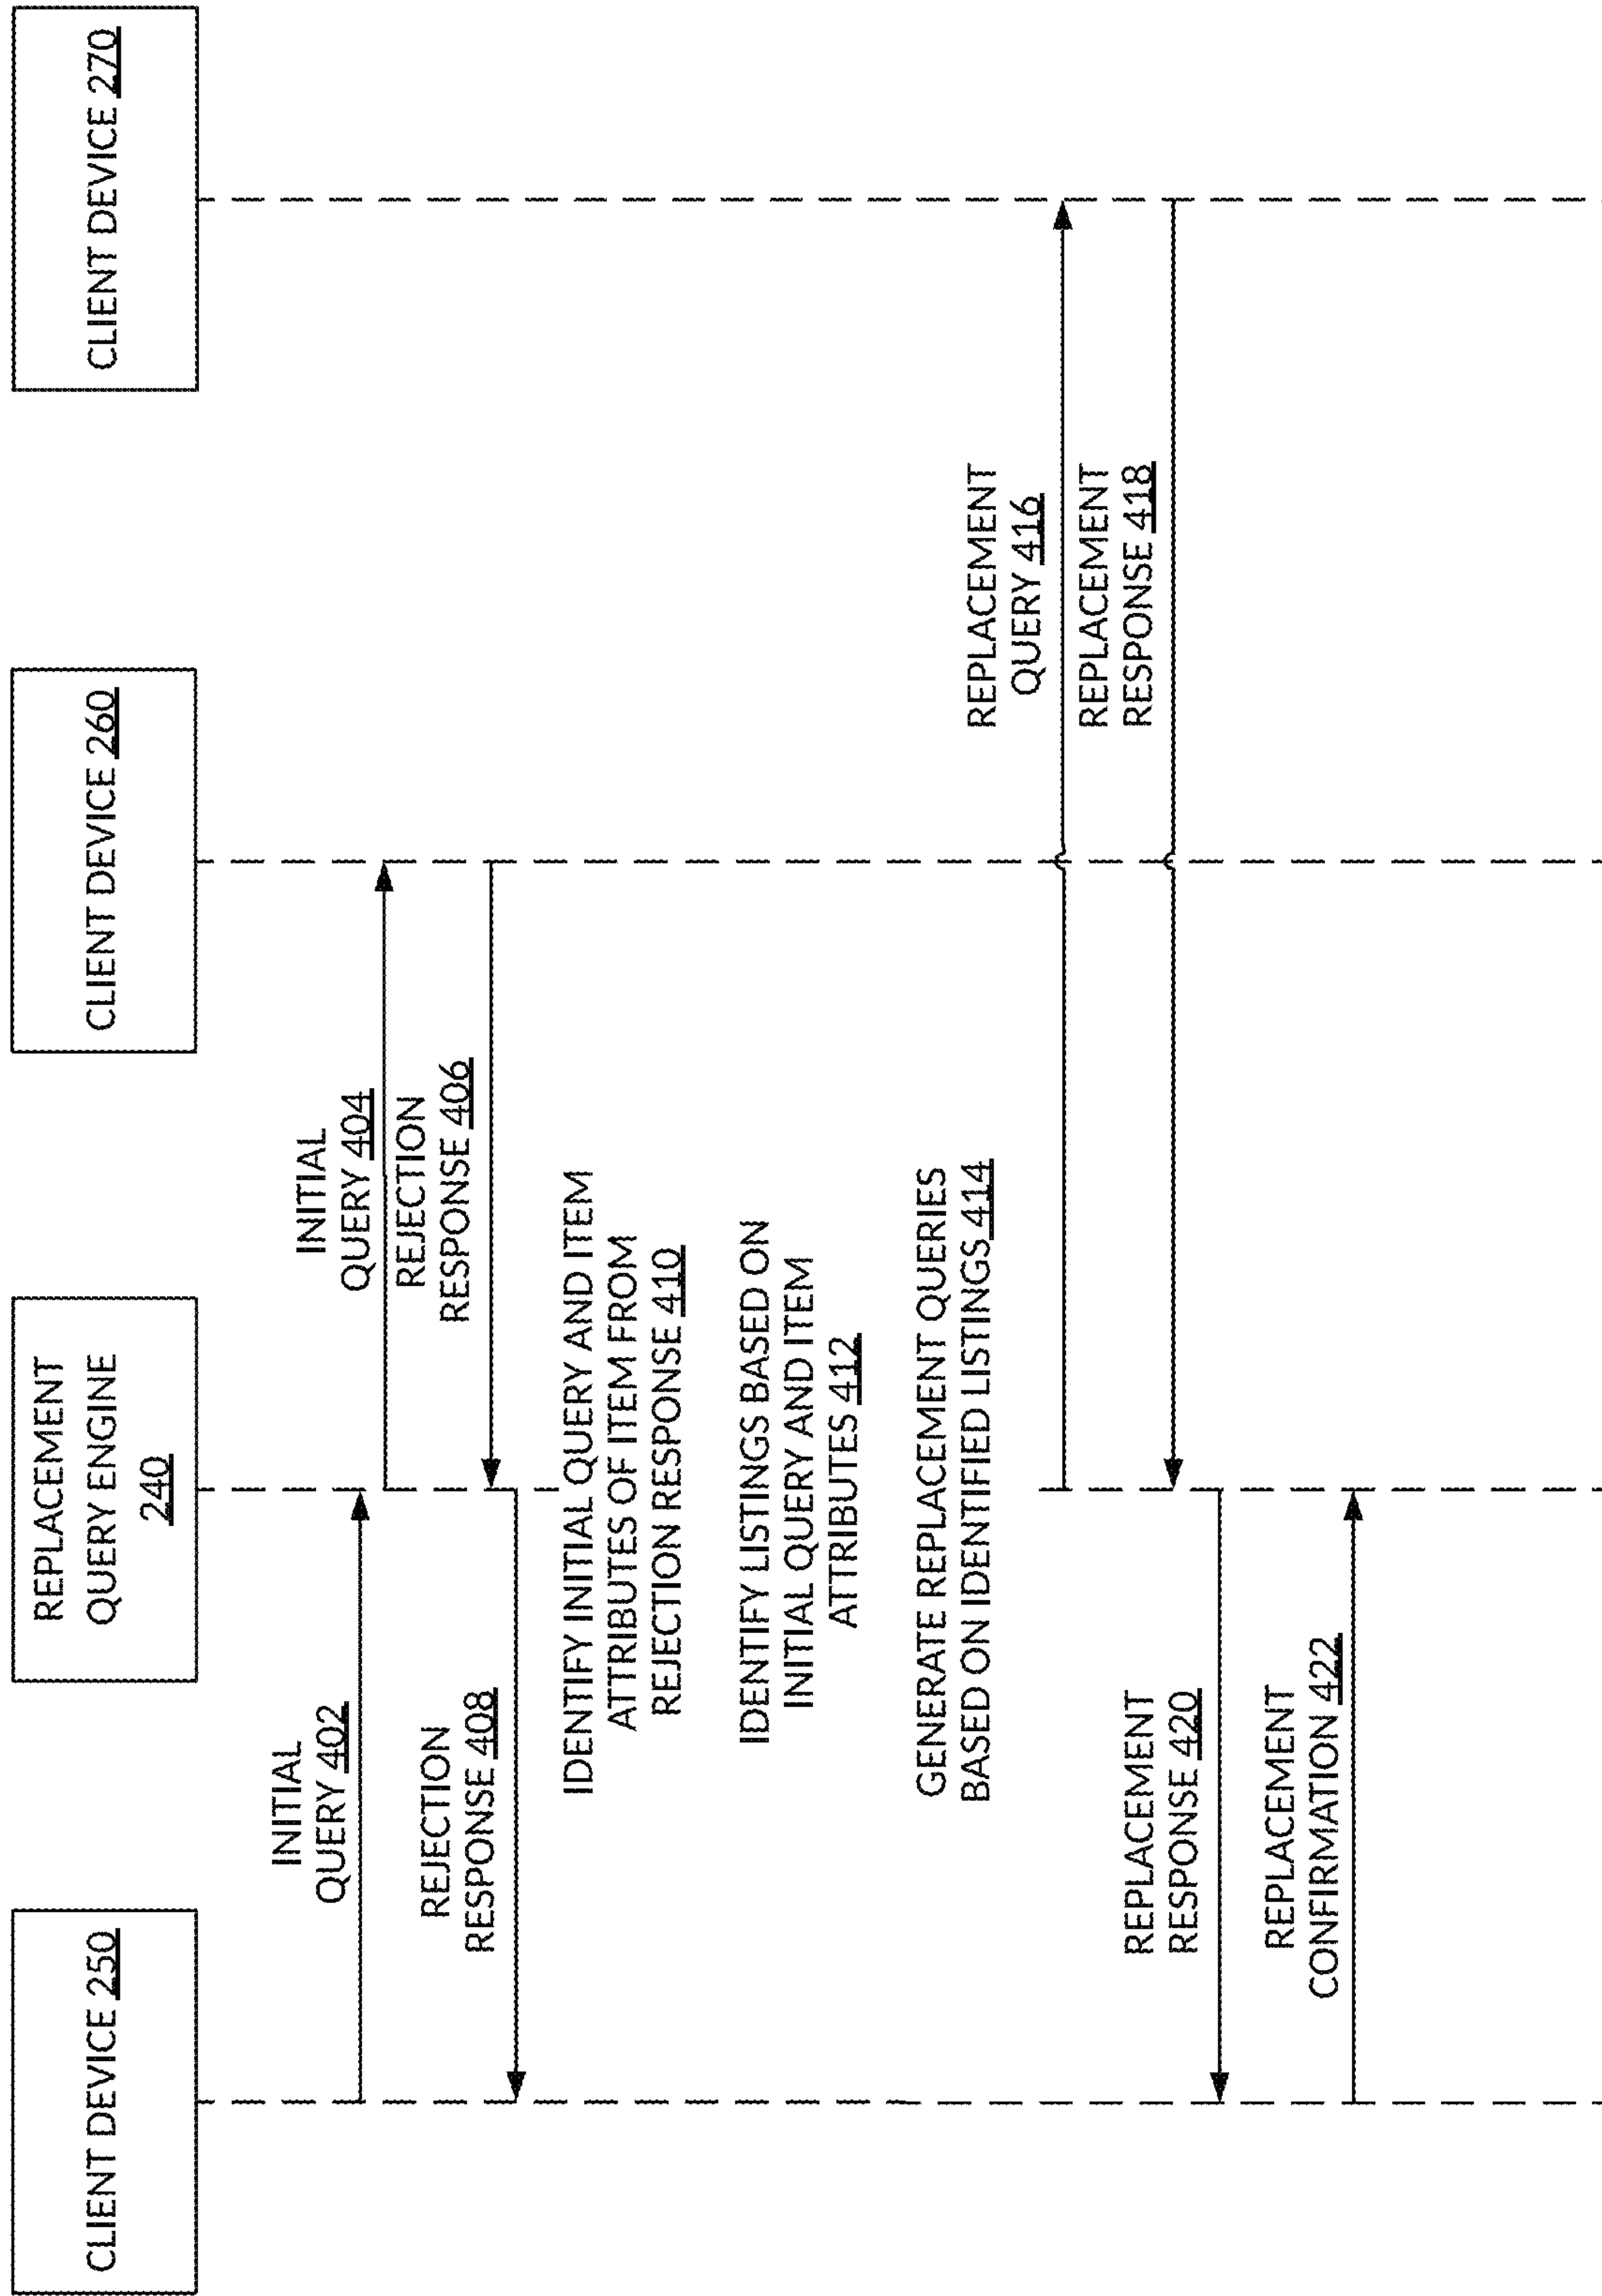 CLIENT DEVICE 250
REPLACEMENT
QUERY ENGINE
240
CLIENT DEVICE 260
CLIENT DEVICE 270
INITIAL
QUERY 402
INITIAL
QUERY 404
REJECTION
RESPONSE 406
REJECTION
RESPONSE 408
IDENTIFY INITIAL QUERY AND ITEM
ATTRIBUTES OF ITEM FROM
REJECTION RESPONSE 410
IDENTIFY LISTINGS BASED ON
INITIAL QUERY AND ITEM
ATTRIBUTES 412
GENERATE REPLACEMENT QUERIES
BASED ON IDENTIFIED LISTINGS 414
REPLACEMENT
QUERY 416
REPLACEMENT
RESPONSE 418
REPLACEMENT
RESPONSE 420
REPLACEMENT
CONFIRMATION 422